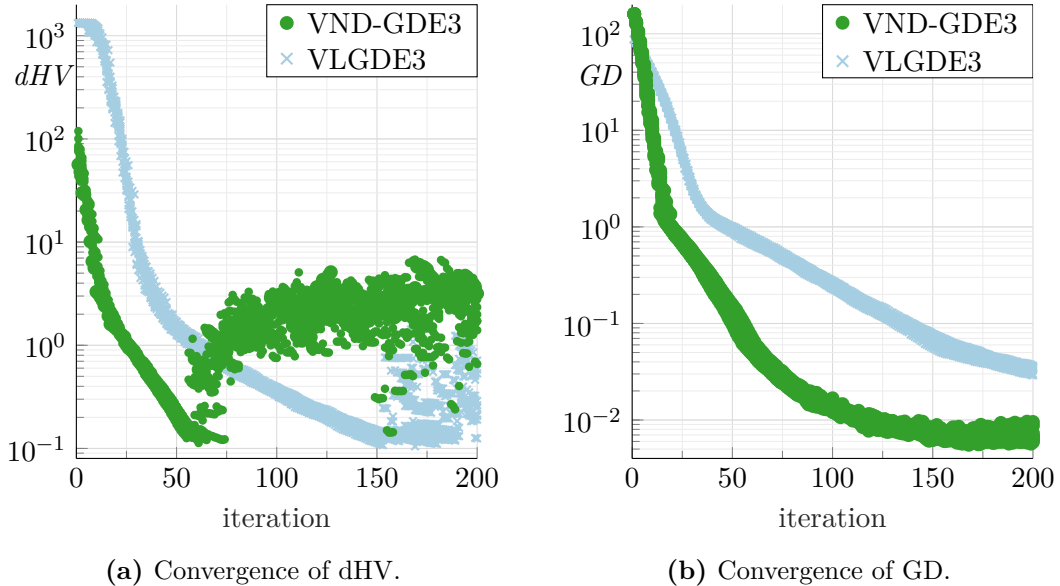 10^3
dHV
10^2
10^1
10^0
10^-1
0
50
100
150
200
iteration
VND-GDE3
VLGDE3
(a) Convergence of dHV.
10^2
GD
10^1
10^0
10^-1
10^-2
0
50
100
150
200
iteration
VND-GDE3
VLGDE3
(b) Convergence of GD.